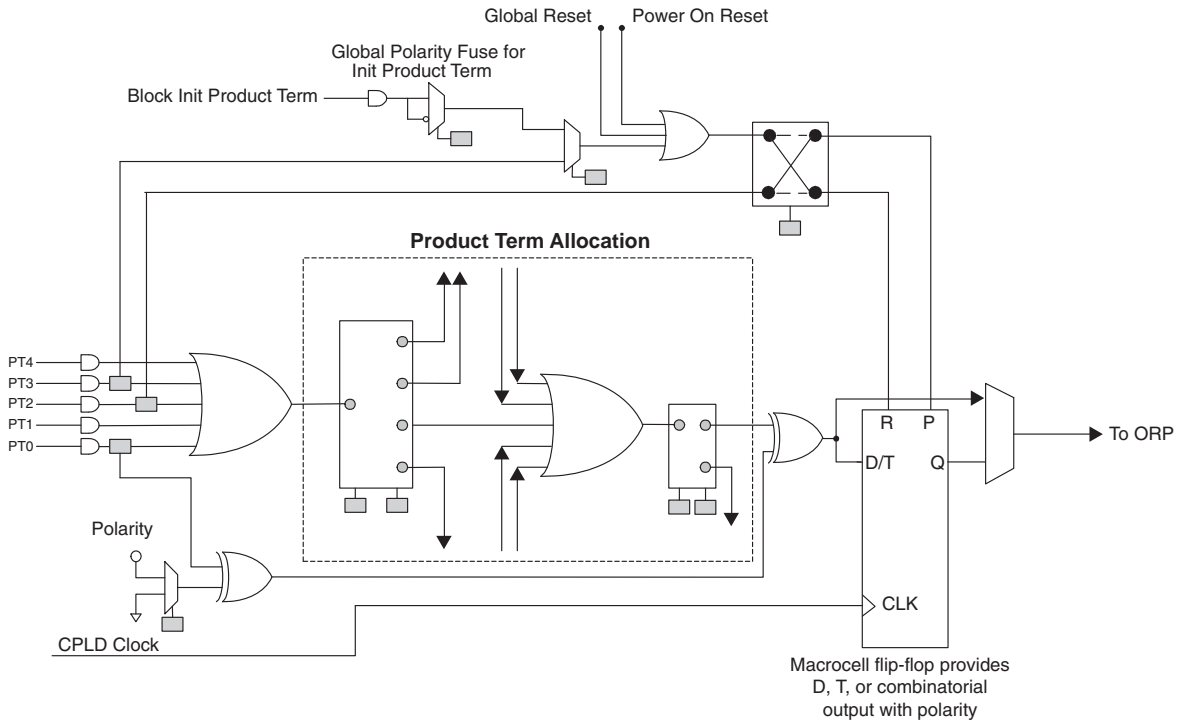 Global Reset
Power On Reset
Global Polarity Fuse for
Init Product Term
Block Init Product Term
Product Term Allocation
PT4
PT3
PT2
PT1
PT0
R
P
D/T
Q
To ORP
Polarity
CLK
CPLD Clock
Macrocell flip-flop provides
D, T, or combinatorial
output with polarity